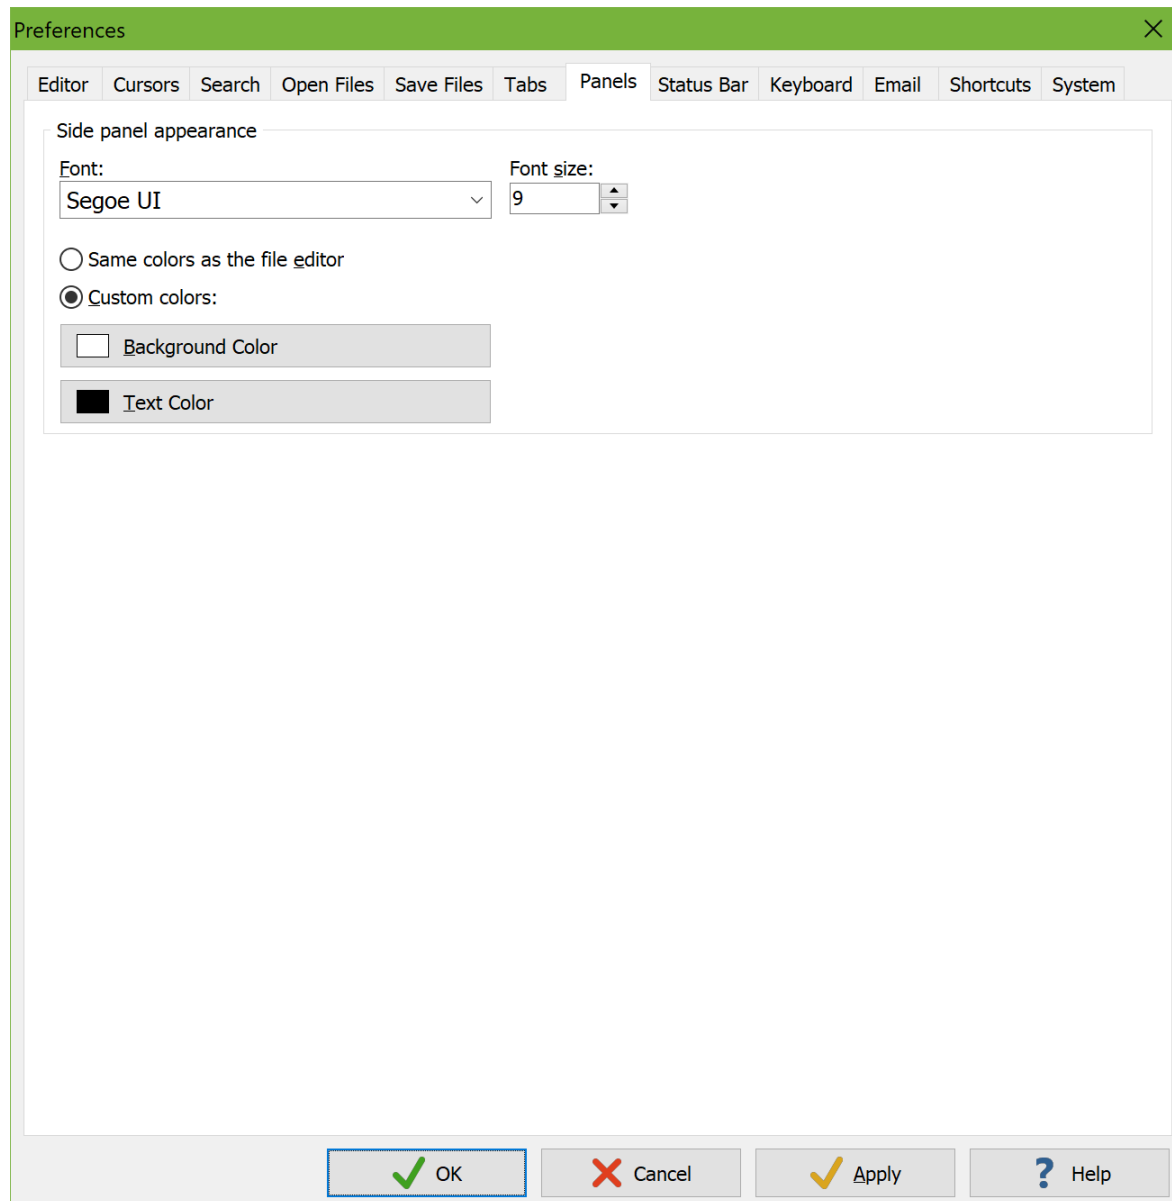 Preferences
Editor Cursors Search Open Files Save Files Tabs Panels Status Bar Keyboard Email Shortcuts System
Side panel appearance
Font: Font size:
Segoe UI 9
Same colors as the file editor
Custom colors:
Background Color
Text Color
OK Cancel Apply ? Help